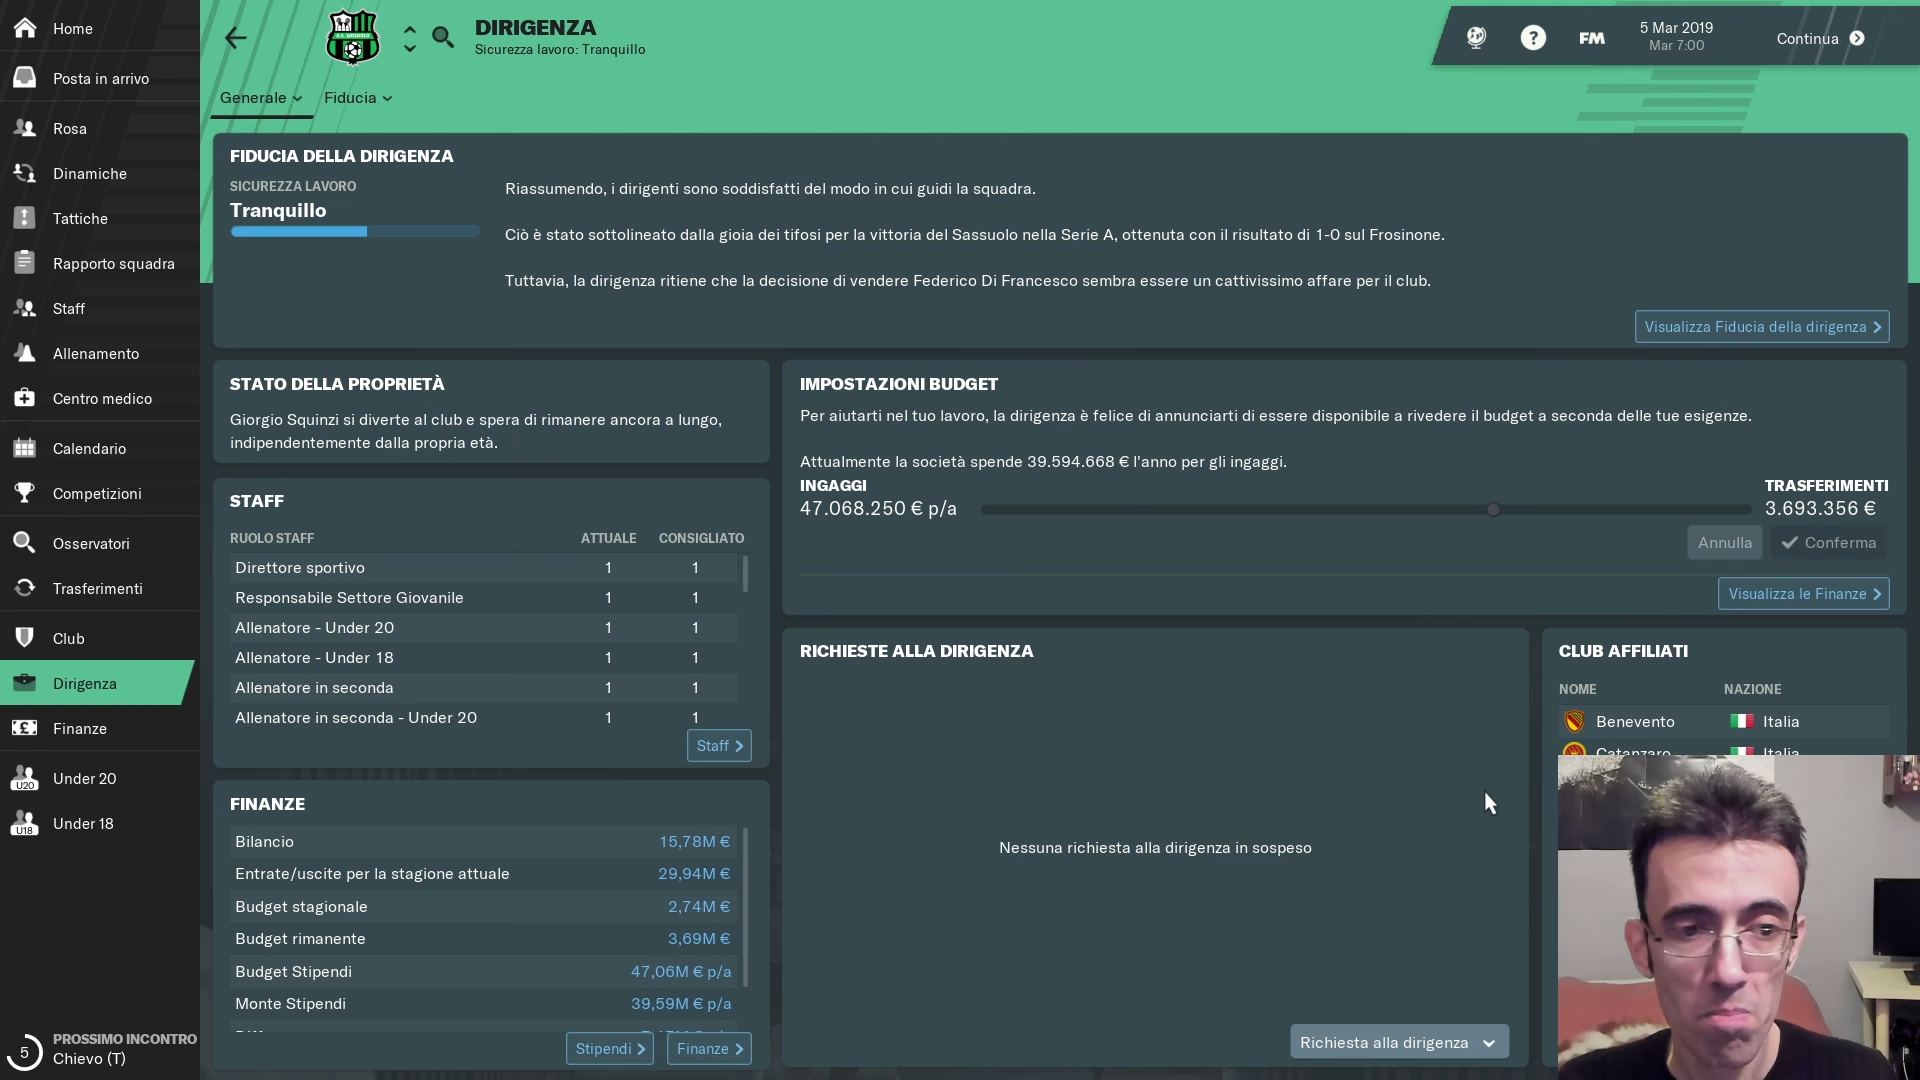 Home
Posta in arrivo
Rosa
Dinamiche
Tattiche
Rapporto squadra
Staff
Allenamento
Centro medico
Calendario
Competizioni
Osservatori
Trasferimenti
Club
Dirigenza
Finanze
U20
Under 20
U18
Under 18
5
PROSSIMO INCONTRO
Chievo (T)
DIRIGENZA
Sicurezza lavoro: Tranquillo
?
FM
5 Mar 2019
Mar 7:00
Continua
Generale
Fiducia
FIDUCIA DELLA DIRIGENZA
SICUREZZA LAVORO
Tranquillo
Riassumendo, i dirigenti sono soddisfatti del modo in cui guidi la squadra.
Ciò è stato sottolineato dalla gioia dei tifosi per la vittoria del Sassuolo nella Serie A, ottenuta con il risultato di 1-0 sul Frosinone.
Tuttavia, la dirigenza ritiene che la decisione di vendere Federico Di Francesco sembra essere un cattivissimo affare per il club.
Visualizza Fiducia della dirigenza
STATO DELLA PROPRIETÀ
Giorgio Squinzi si diverte al club e spera di rimanere ancora a lungo,
indipendentemente dalla propria età.
STAFF
RUOLO STAFF ATTUALE CONSIGLIATO
Direttore sportivo 1 1
Responsabile Settore Giovanile 1 1
Allenatore - Under 20 1 1
Allenatore - Under 18 1 1
Allenatore in seconda 1 1
Allenatore in seconda - Under 20 1 1
Staff
FINANZE
Bilancio 15,78M €
Entrate/uscite per la stagione attuale 29,94M €
Budget stagionale 2,74M €
Budget rimanente 3,69M €
Budget Stipendi 47,06M € p/a
Monte Stipendi 39,59M € p/a
Stipendi
Finanze
IMPOSTAZIONI BUDGET
Per aiutarti nel tuo lavoro, la dirigenza è felice di annunciarti di essere disponibile a rivedere il budget a seconda delle tue esigenze.
Attualmente la società spende 39.594.668 € l'anno per gli ingaggi.
INGAGGI
47.068.250 € p/a
TRASFERIMENTI
3.693.356 €
Annulla
Conferma
Visualizza le Finanze
RICHIESTE ALLA DIRIGENZA
Nessuna richiesta alla dirigenza in sospeso
Richiesta alla dirigenza
CLUB AFFILIATI
NOME NAZIONE
Benevento Italia
Catanzaro Italia